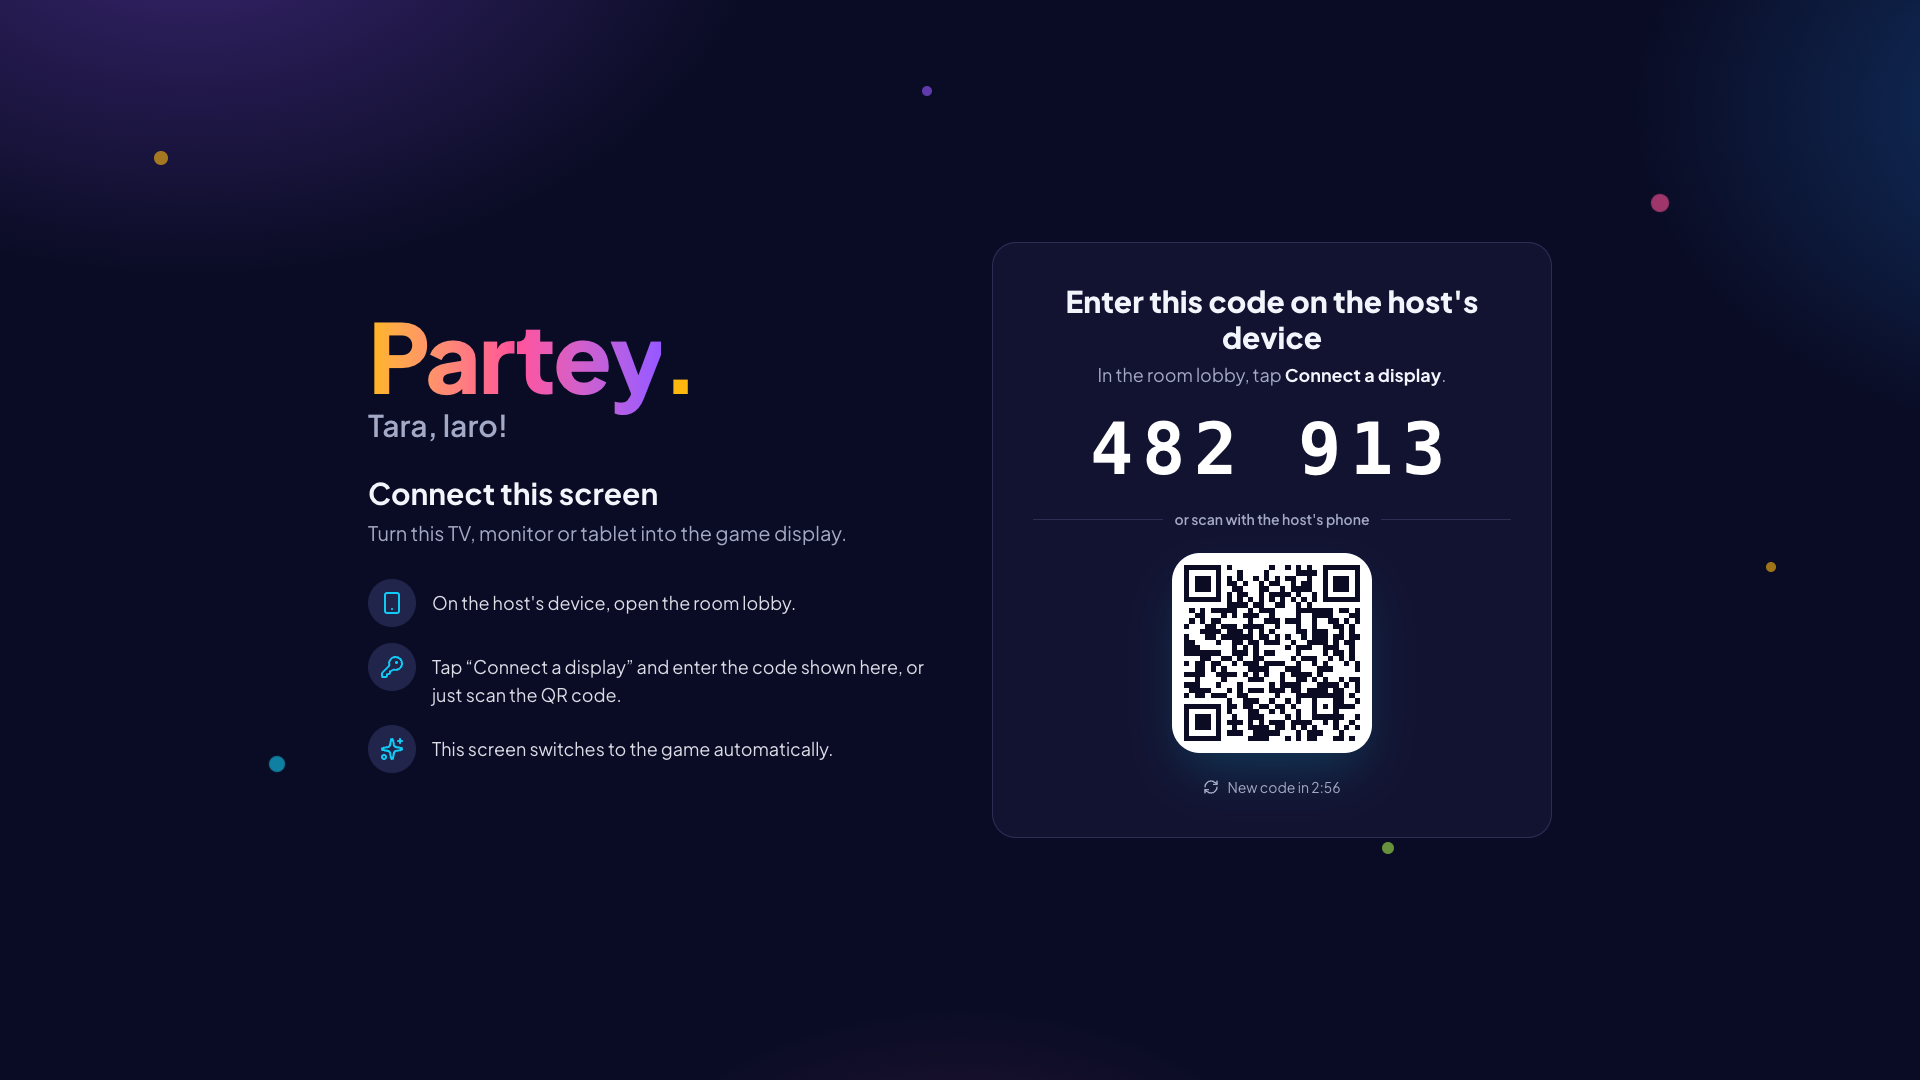 Partey.
Tara, laro!
Connect this screen
Turn this TV, monitor or tablet into the game display.
On the host's device, open the room lobby.
Tap “Connect a display” and enter the code shown here, or
just scan the QR code.
This screen switches to the game automatically.
Enter this code on the host's
device
In the room lobby, tap Connect a display.
482 913
or scan with the host's phone
New code in 2:56